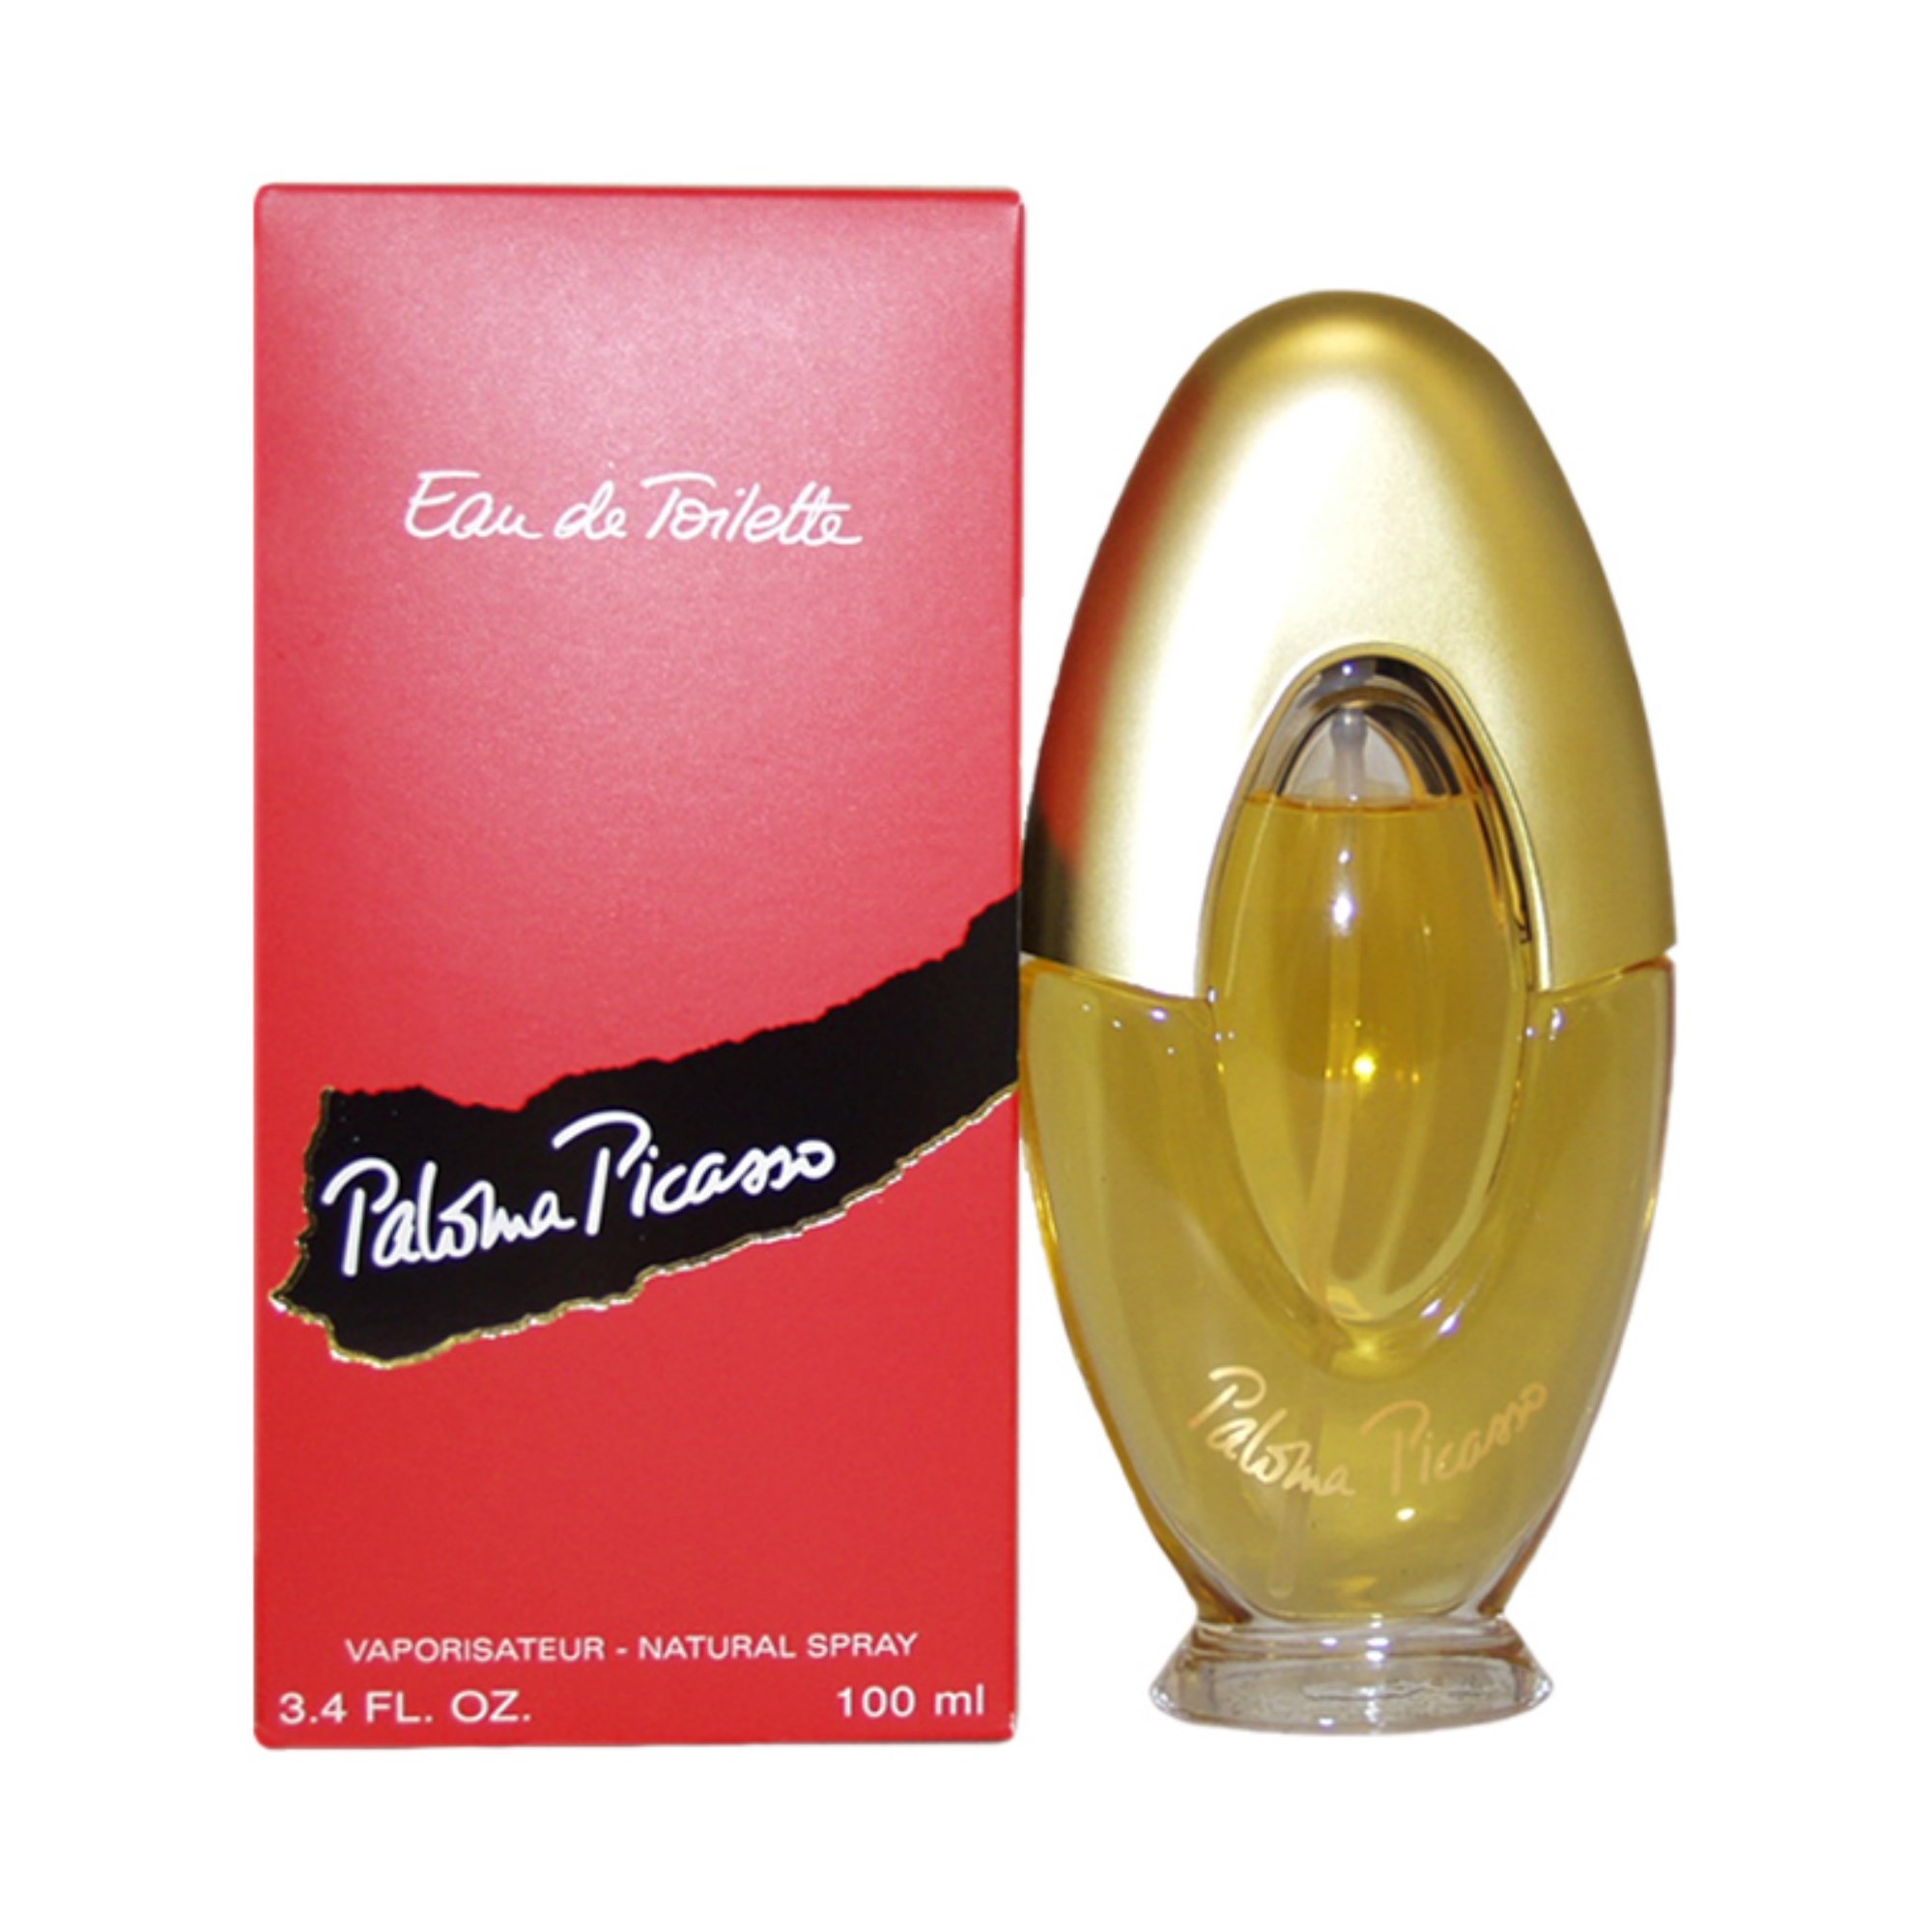 Eau de Toilette
Paloma Picasso
VAPORISATEUR - NATURAL SPRAY
3.4 FL. OZ. 100 ml
Paloma Picasso